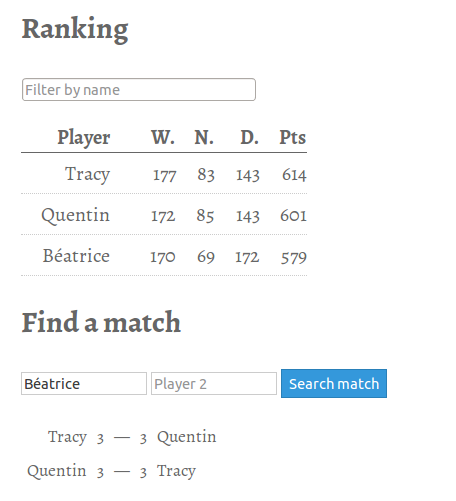 Ranking
Filter by name
Player W. N. D. Pts
Tracy 177 83 143 614
Quentin 172 85 143 601
Béatrice 170 69 172 579
Find a match
Béatrice Player 2 Search match
Tracy 3 — 3 Quentin
Quentin 3 — 3 Tracy